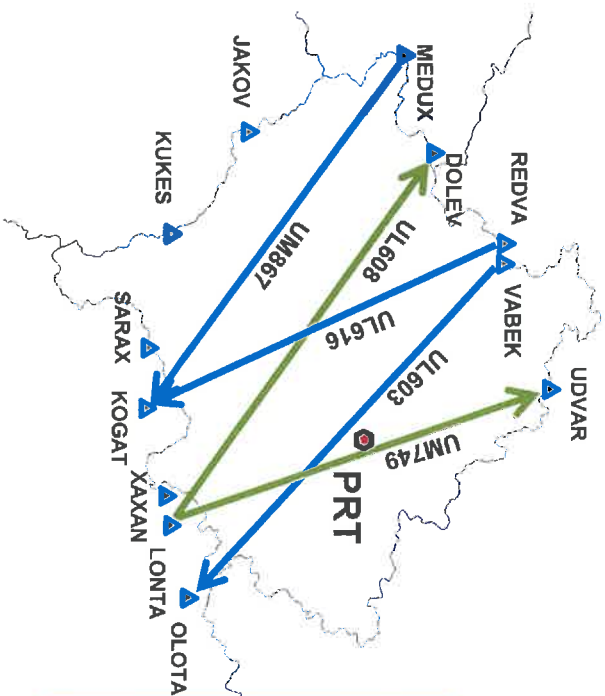 MEDUX
JAKOV
DOLEV
REDVA
KUKES
UM867
UL608
VABEK
UL616
SARAX
UL603
UDVAR
KOGAT
UM749
PRT
XAXAN
LONTA
OLOTA